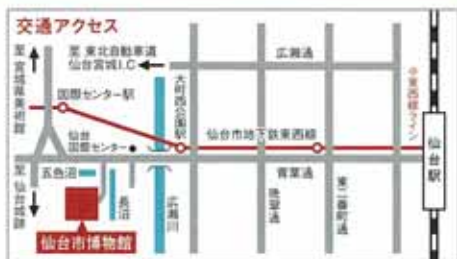 交通アクセス
至 宮城県美術館
至 東北自動車道
仙台宮城I.C
広瀬通
国際センター駅
大町西公園駅
仙台市地下鉄東西線
仙台
国際センター
青葉通
五色沼
長沼
広瀬川
晩翠通
東二番町通
仙台駅
至 仙台城跡
仙台市博物館